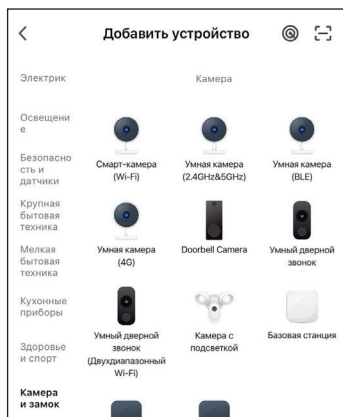 Добавить устройство
Электрик
Освещени
е
Безопасно
сть и
датчики
Крупная
бытовая
техника
Мелкая
бытовая
техника
Кухонные
приборы
Здоровье
и спорт
Камера
и замок
Камера
Смарт-камера
(Wi-Fi)
Умная камера
(2.4GHz&5GHz)
Умная камера
(BLE)
Умная камера
(4G)
Doorbell Camera
Умный дверной
звонок
Умный дверной
звонок
(Двухдиапазонный
Wi-Fi)
Камера с
подсветкой
Базовая станция